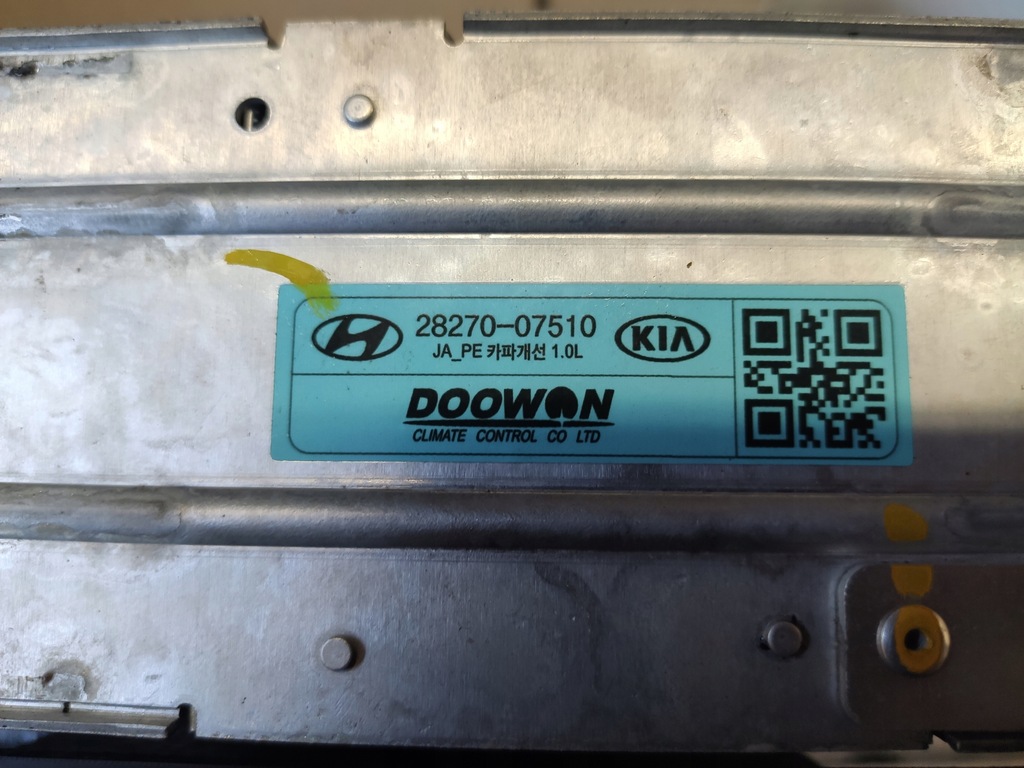 28270-07510
KIA
JA_PE 카파개선 1.0L
DOOWON
CLIMATE CONTROL CO LTD